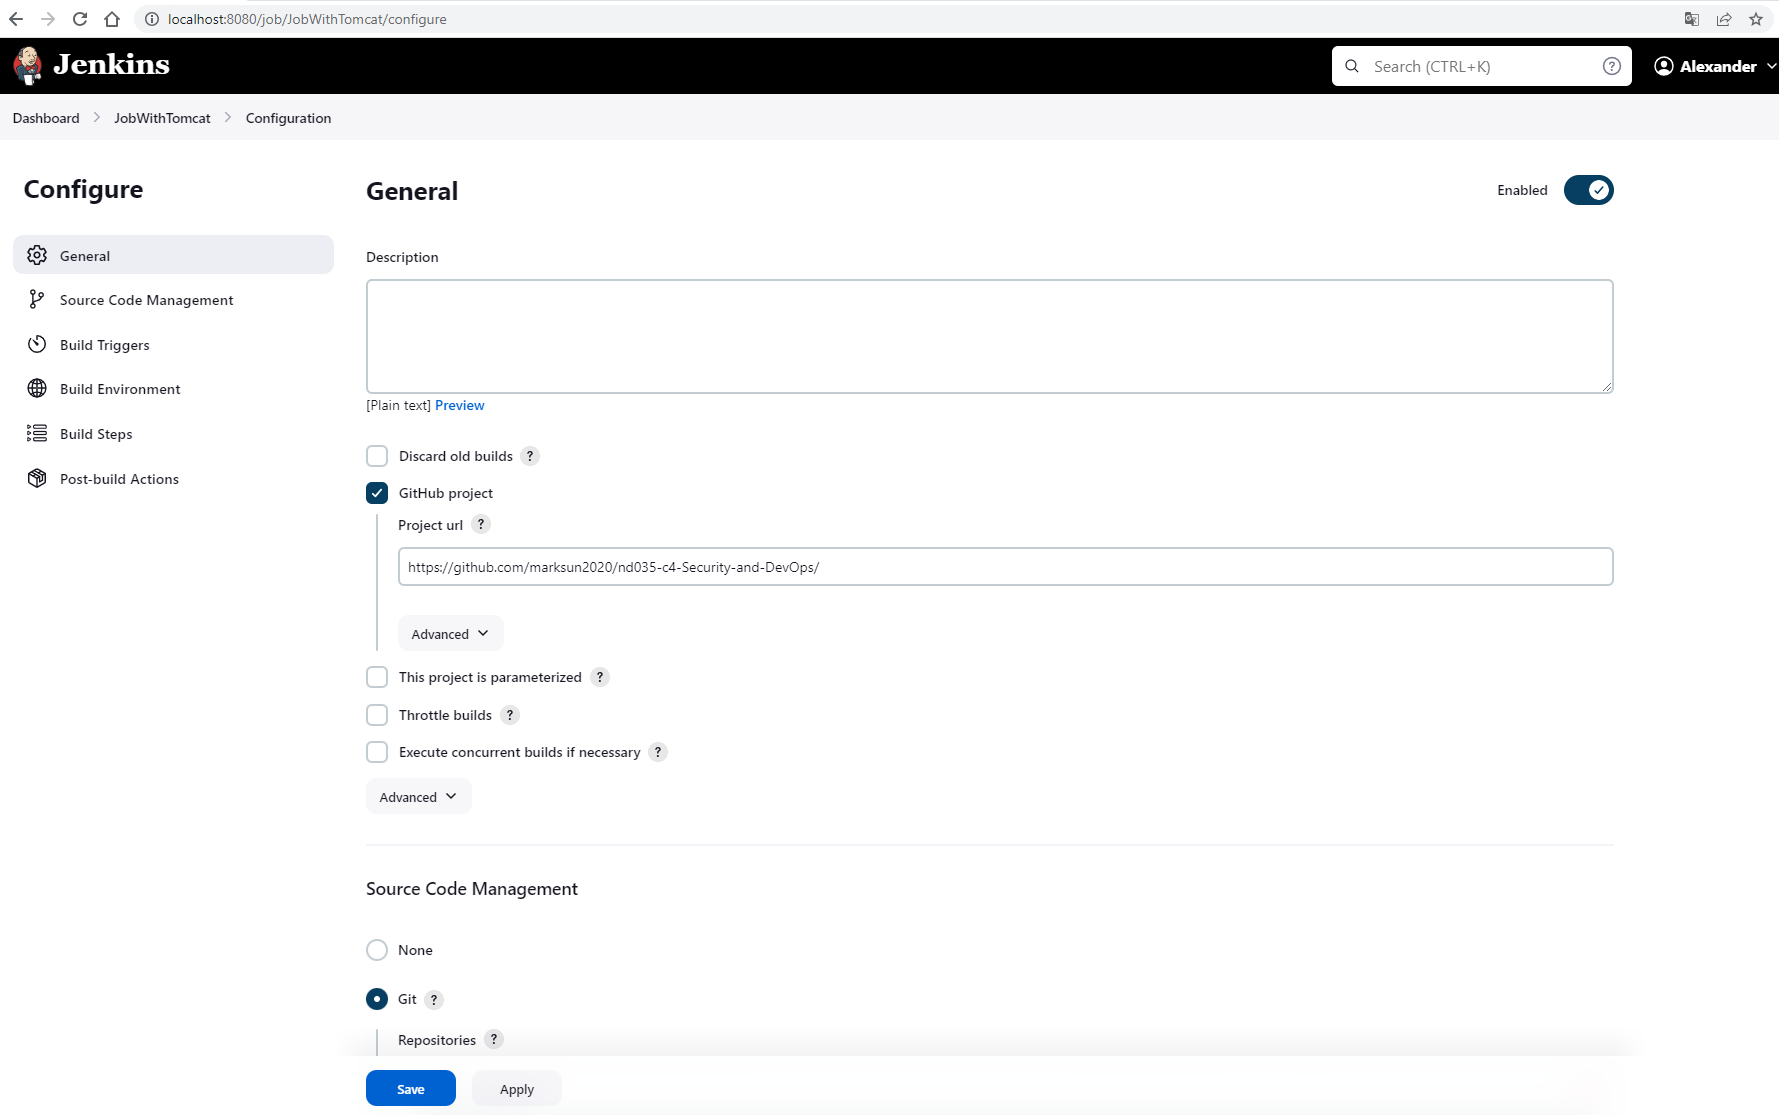 localhost:8080/job/JobWithTomcat/configure
Jenkins
Search (CTRL+K)
?
Alexander
Dashboard
JobWithTomcat
Configuration
Configure
General
Source Code Management
Build Triggers
Build Environment
Build Steps
Post-build Actions
General
Enabled
Description
[Plain text] Preview
Discard old builds ?
GitHub project
Project url ?
https://github.com/marksun2020/nd035-c4-Security-and-DevOps/
Advanced
This project is parameterized ?
Throttle builds ?
Execute concurrent builds if necessary ?
Advanced
Source Code Management
None
Git ?
Repositories ?
Save
Apply